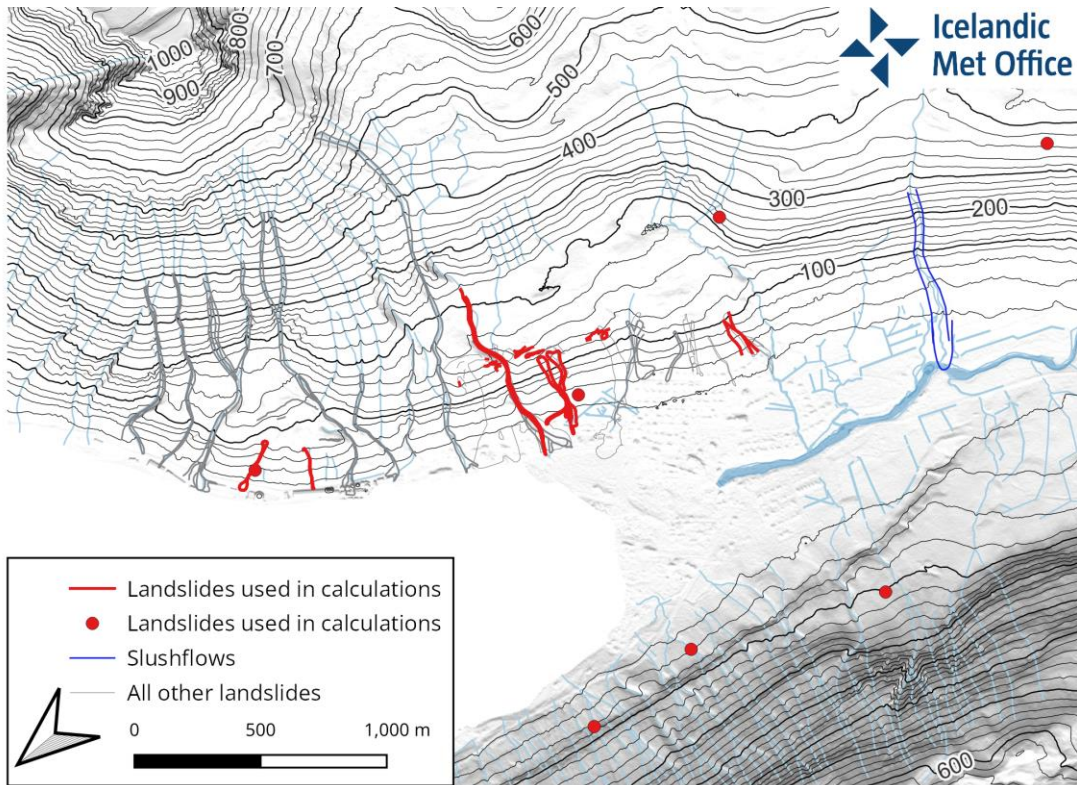 Icelandic
Met Office
600
800
1000
700
500
900
400
300
200
100
Landslides used in calculations
Landslides used in calculations
Slushflows
All other landslides
0 500 1,000 m
600